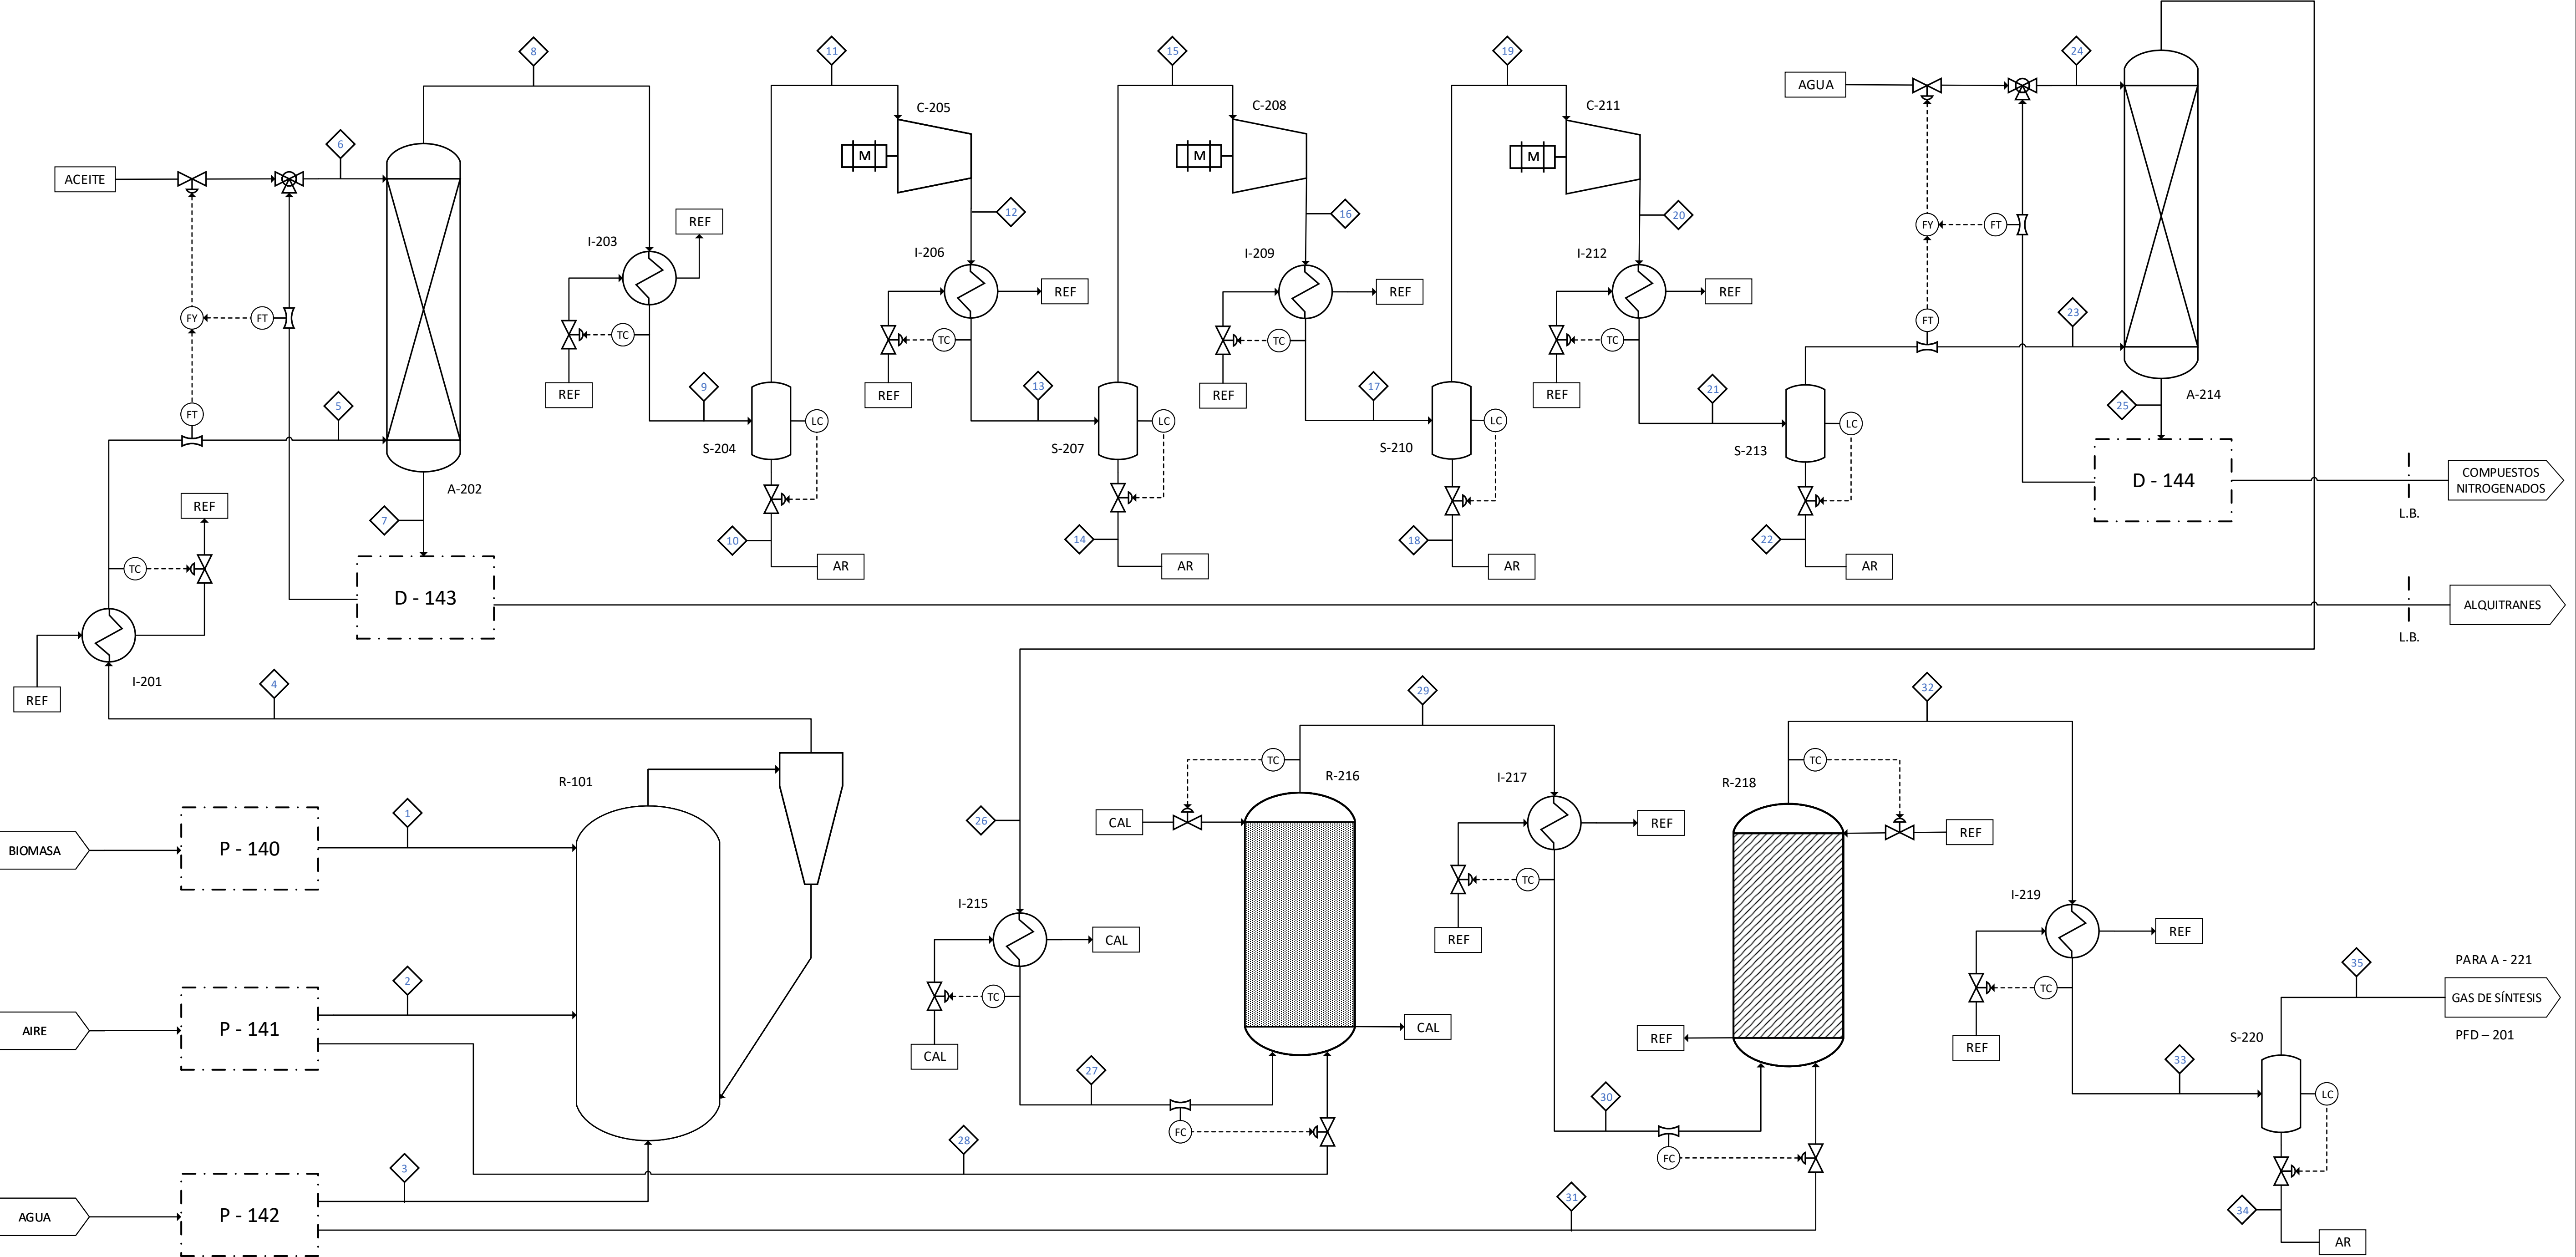 8
11
15
19
24
C-205
C-208
C-211
AGUA
6
M
M
M
ACEITE
12
16
20
REF
I-203
I-206
I-209
I-212
FY
FT
A-214
REF
REF
REF
23
FY
FT
TC
TC
TC
TC
FT
REF
REF
REF
REF
9
13
17
21
25
5
FT
LC
LC
LC
LC
S-204
S-207
S-210
S-213
A-202
D - 144
COMPUESTOS
NITROGENADOS
L.B.
REF
7
10
14
18
22
TC
AR
AR
AR
AR
D - 143
ALQUITRANES
L.B.
I-201
REF
4
29
32
R-101
TC
R-216
I-217
TC
R-218
1
26
CAL
REF
REF
BIOMASA
P - 140
TC
I-215
I-219
CAL
REF
REF
2
TC
TC
35
PARA A - 221
GAS DE SÍNTESIS
PFD – 201
AIRE
P - 141
CAL
CAL
REF
REF
S-220
27
30
33
LC
FC
28
FC
3
31
AGUA
P - 142
34
AR